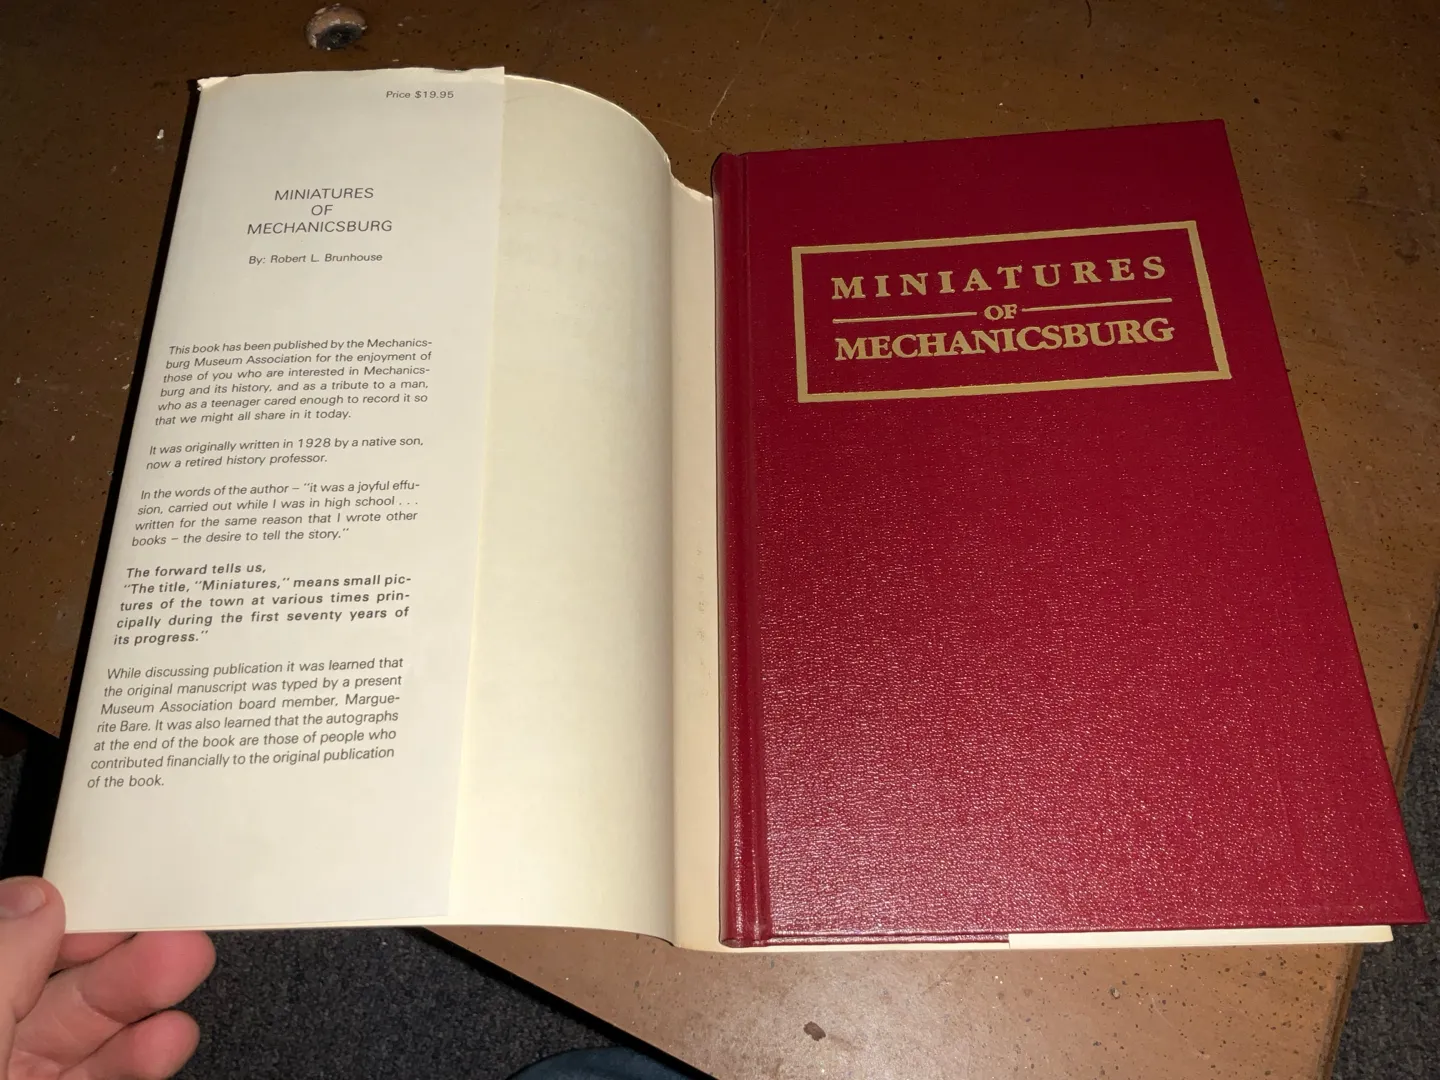 Price $19.95
MINIATURES
OF
MECHANICSBURG
By: Robert L. Brunhouse
This book has been published by the Mechanics-
burg Museum Association for the enjoyment of
those of you who are interested in Mechanics-
burg and its history, and as a tribute to a man,
who as a teenager cared enough to record it so
that we might all share in it today.
It was originally written in 1928 by a native son,
now a retired history professor.
In the words of the author – "it was a joyful effu-
sion, carried out while I was in high school . . .
written for the same reason that I wrote other
books – the desire to tell the story."
The forward tells us,
"The title, "Miniatures," means small pic-
tures of the town at various times prin-
cipally during the first seventy years of
its progress."
While discussing publication it was learned that
the original manuscript was typed by a present
Museum Association board member, Margue-
rite Bare. It was also learned that the autographs
at the end of the book are those of people who
contributed financially to the original publication
of the book.
MINIATURES
OF
MECHANICSBURG